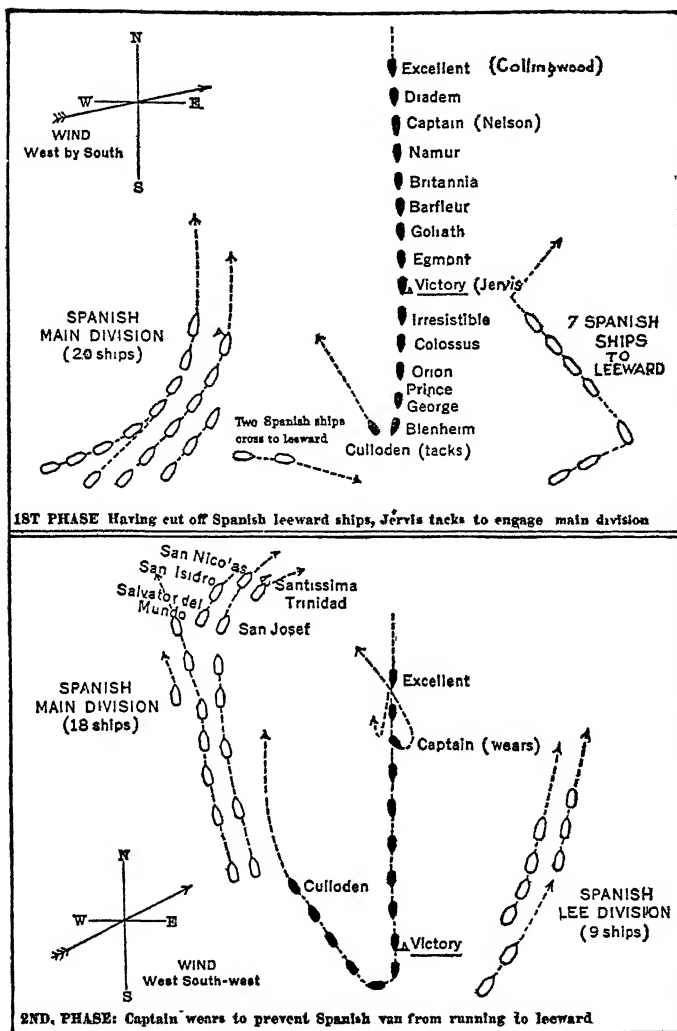 N
W E
S
WIND
West by South
Excellent (Collingwood)
Diadem
Captain (Nelson)
Namur
Britannia
Barfleur
Goliath
Egmont
Victory (Jervis
Irresistible
Colossus
Orion
Prince
George
Blenheim
Culloden (tacks)
SPANISH
MAIN DIVISION
(20 ships)
Two Spanish ships
cross to leeward
7 SPANISH
SHIPS
TO
LEEWARD
1ST PHASE Having cut off Spanish leeward ships, Jervis tacks to engage main division
San Nicolas
San Isidro
Salvator del
Mundo
Santissima
Trinidad
San Josef
SPANISH
MAIN DIVISION
(18 ships)
Excellent
Captain (wears)
Culloden
Victory
SPANISH
LEE DIVISION
(9 ships)
N
W E
S
WIND
West South-west
2ND, PHASE: Captain wears to prevent Spanish van from running to leeward